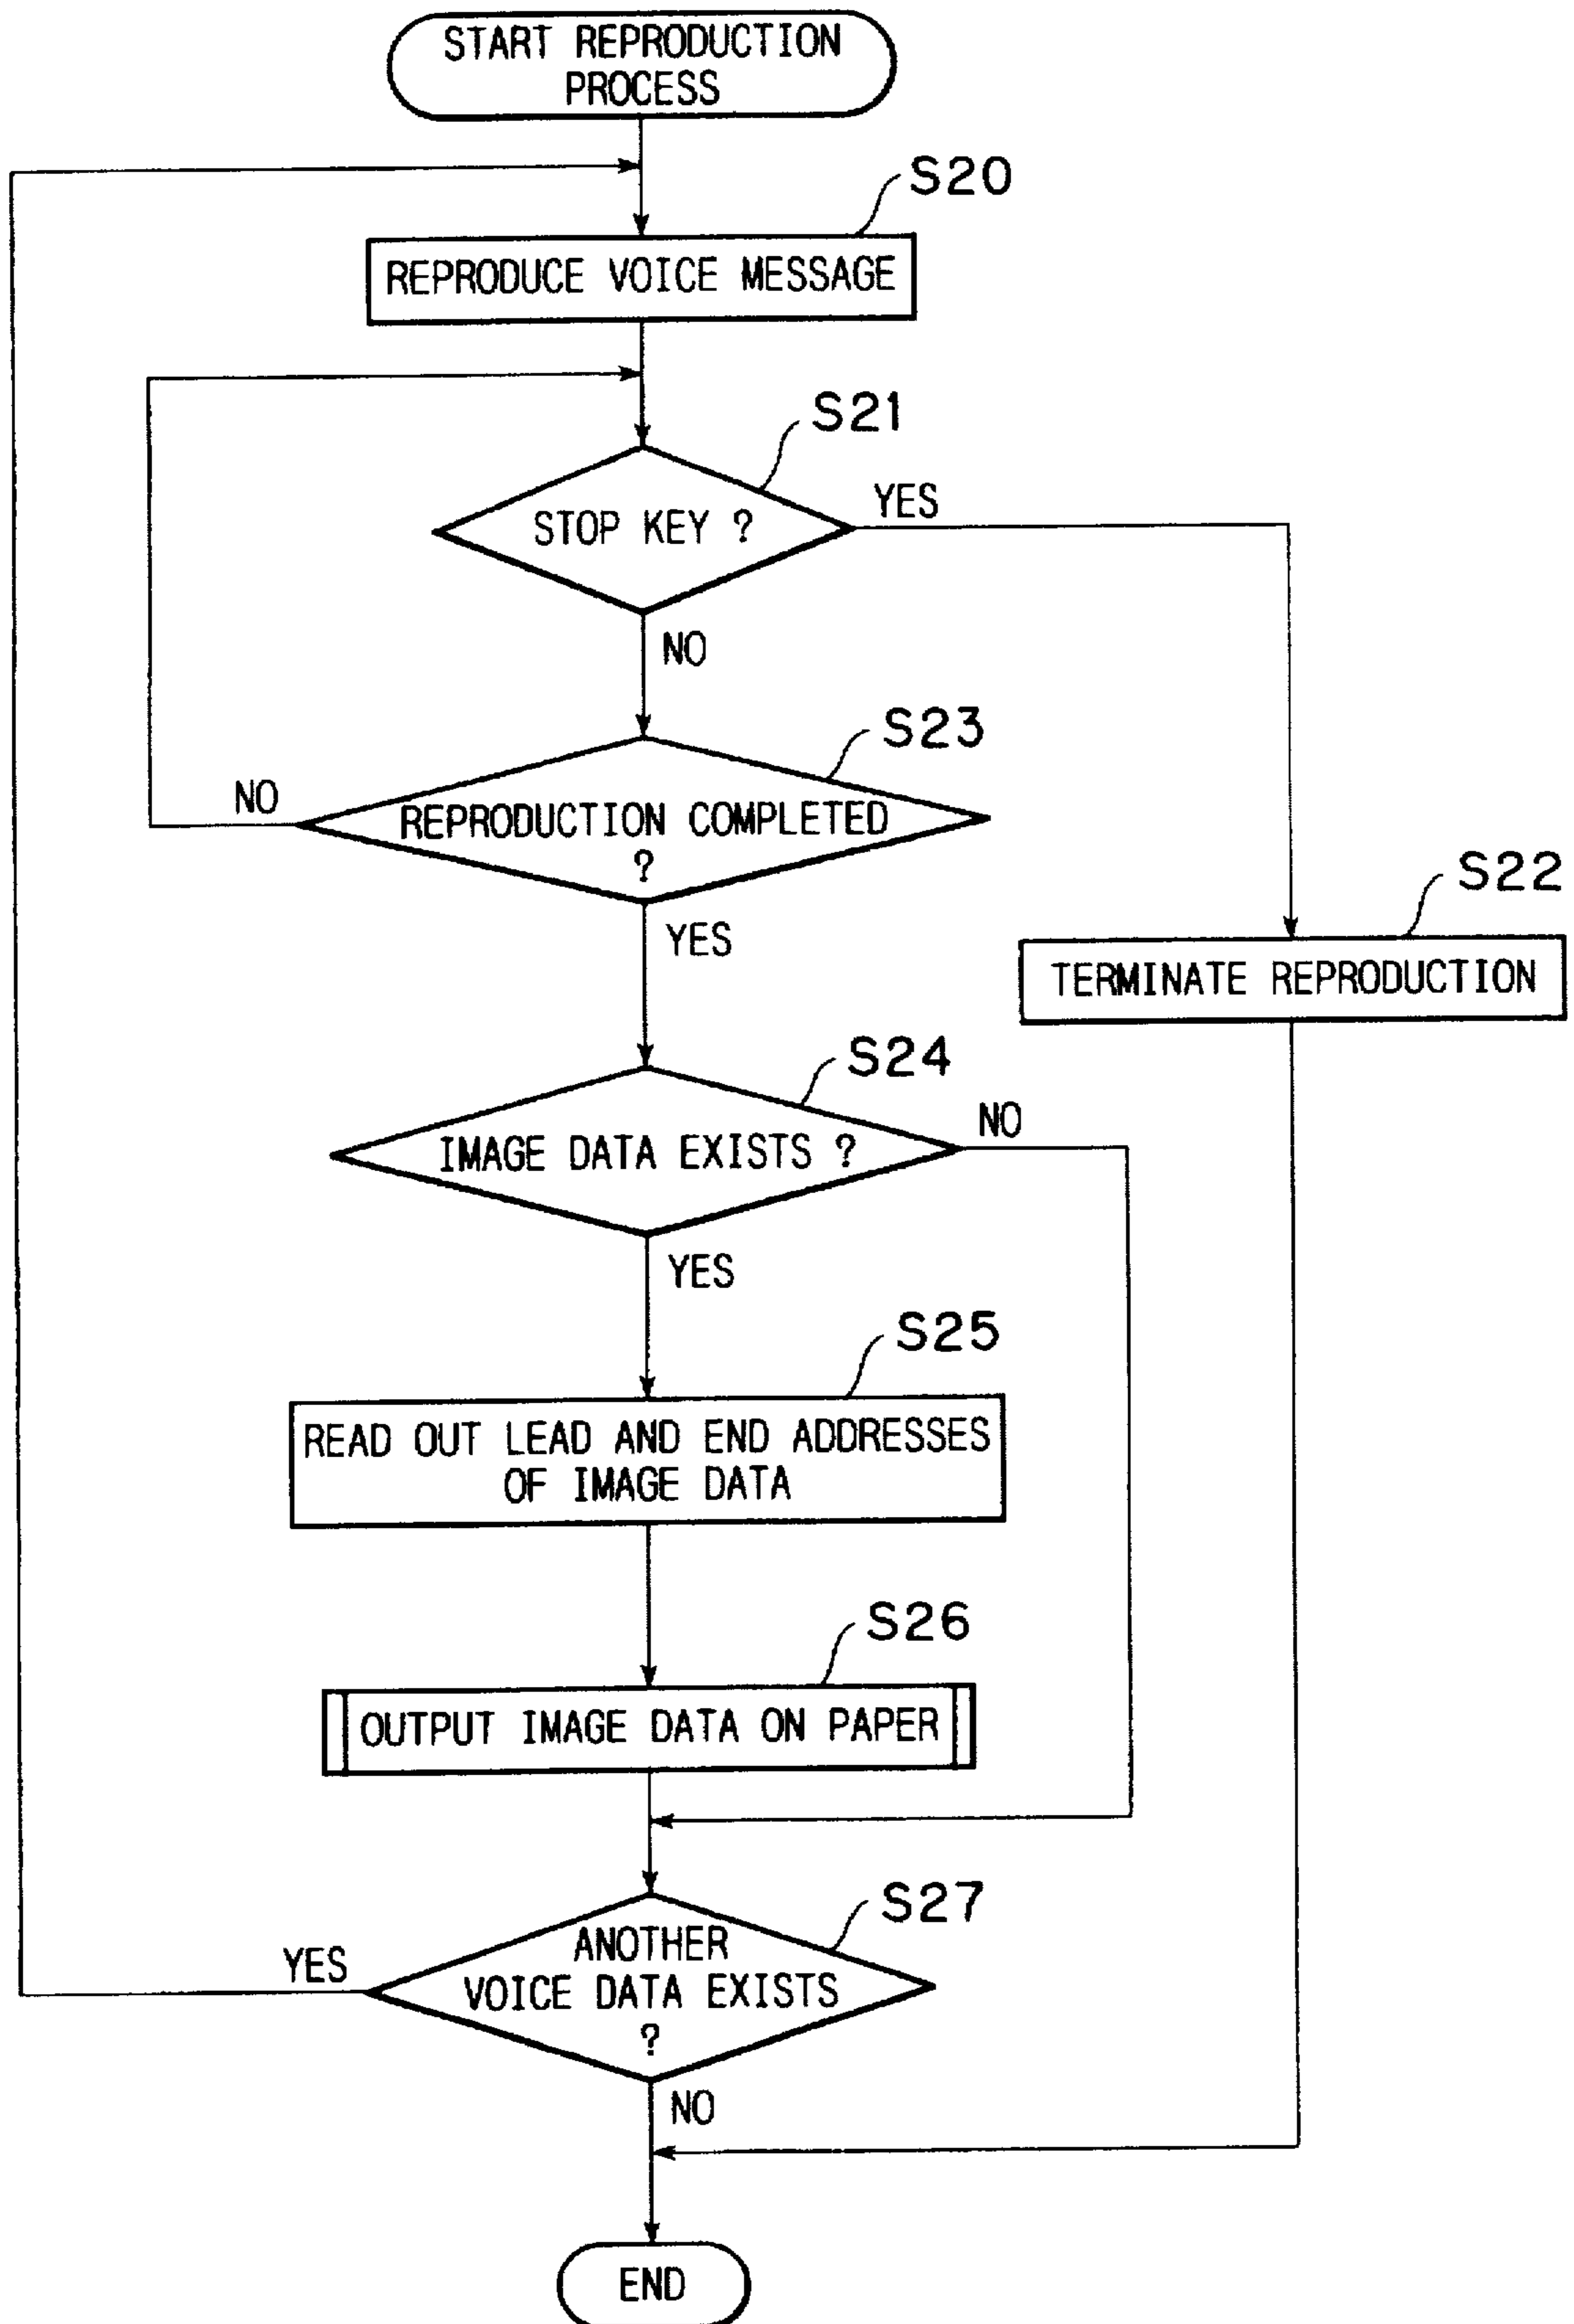 START REPRODUCTION
PROCESS
S20
REPRODUCE VOICE MESSAGE
S21
STOP KEY ?
YES
NO
S23
NO
REPRODUCTION COMPLETED
?
YES
S22
TERMINATE REPRODUCTION
S24
NO
IMAGE DATA EXISTS ?
YES
S25
READ OUT LEAD AND END ADDRESSES
OF IMAGE DATA
S26
OUTPUT IMAGE DATA ON PAPER
S27
YES
ANOTHER
VOICE DATA EXISTS
?
NO
END